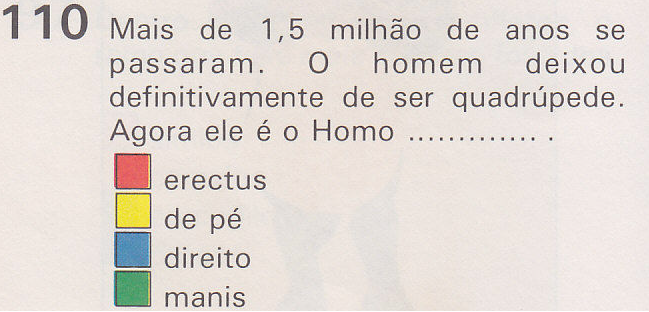 110 Mais de 1,5 milhão de anos se
passaram. O homem deixou
definitivamente de ser quadrúpede.
Agora ele é o Homo ............. .
erectus
de pé
direito
manis